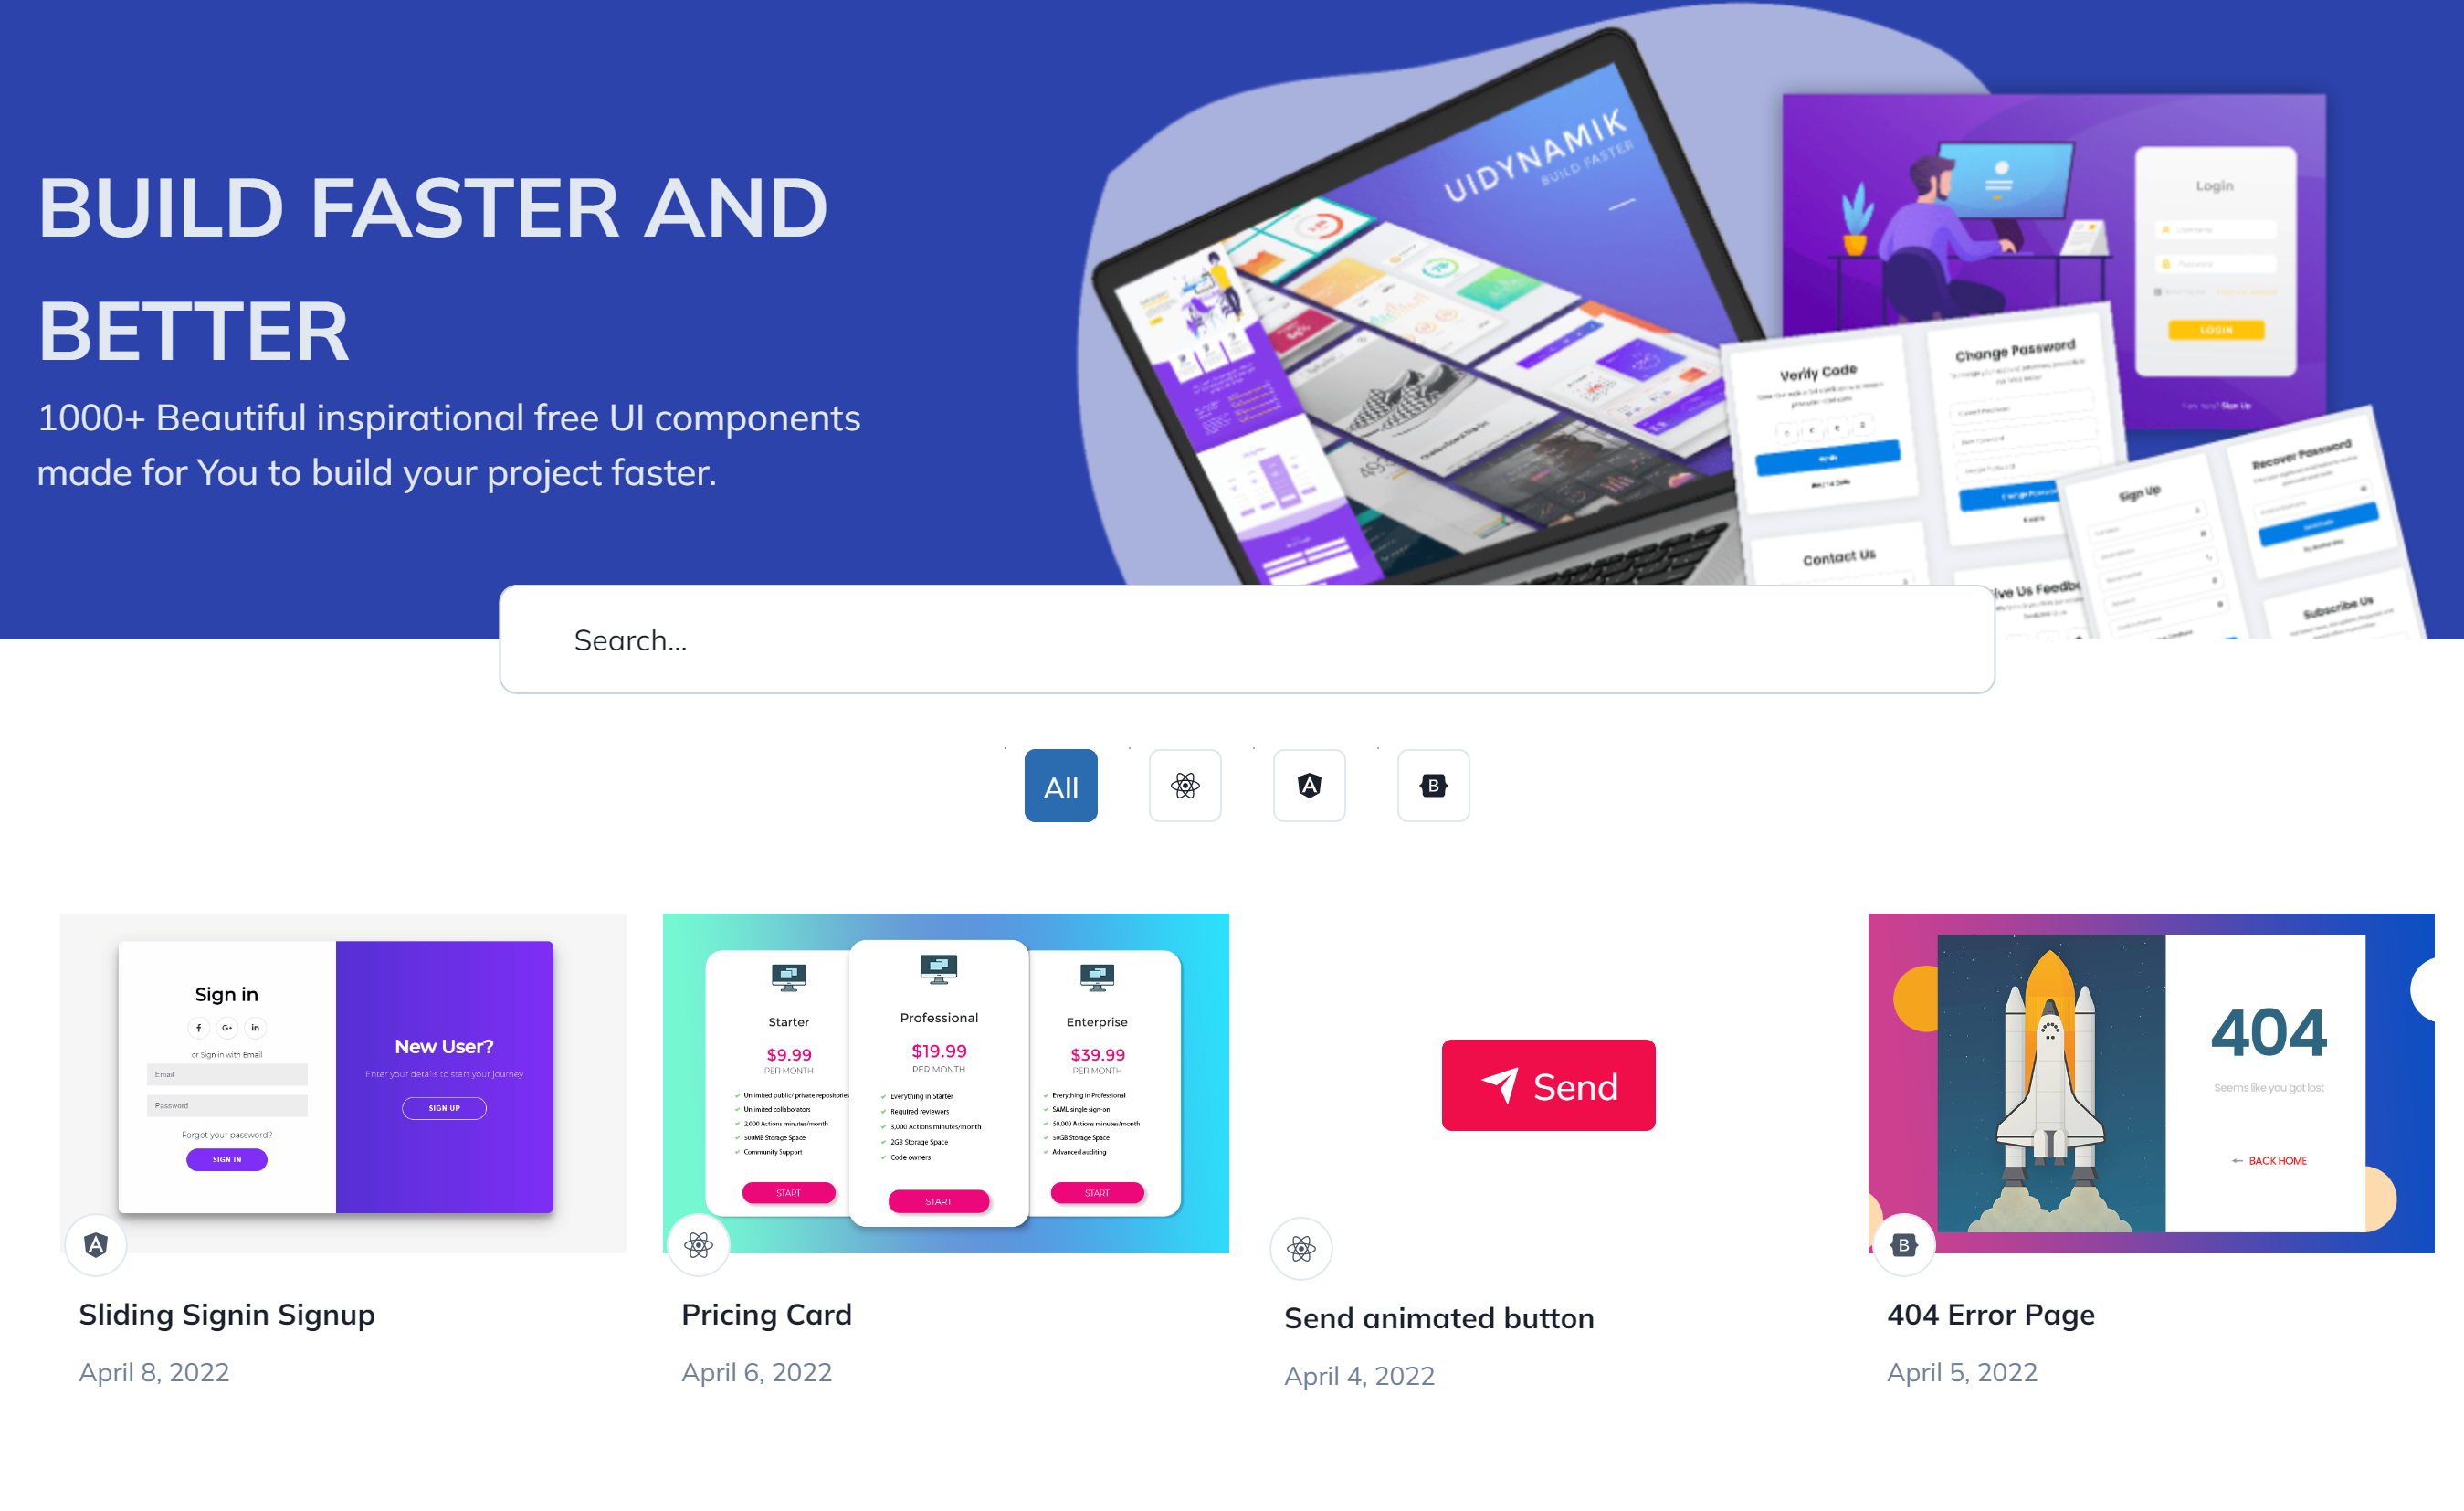 BUILD FASTER AND
BETTER
1000+ Beautiful inspirational free UI components
made for You to build your project faster.
UIDYNAMIK
BUILD FASTER
Login
Username
Password
LOGIN
Sign Up
Verify Code
Verify
Change Password
Contact Us
Sign Up
Recover Password
Subscribe Us
Search...
All
Sign in
or Sign in with Email
Email
Password
Forgot your password?
SIGN IN
New User?
Enter your details to start your journey
SIGN UP
Starter
$9.99
PER MONTH
Unlimited public/private repositories
Unlimited collaborators
2,000 Actions minutes/month
500MB Storage Space
Community Support
START
Professional
$19.99
PER MONTH
Everything in Starter
Required reviewers
3,000 Actions minutes/month
2GB Storage Space
Code owners
START
Enterprise
$39.99
PER MONTH
Everything in Professional
SAML single sign-on
50,000 Actions minutes/month
50GB Storage Space
Advanced auditing
START
Send
404
Seems like you got lost
← BACK HOME
Sliding Signin Signup
April 8, 2022
Pricing Card
April 6, 2022
Send animated button
April 4, 2022
404 Error Page
April 5, 2022